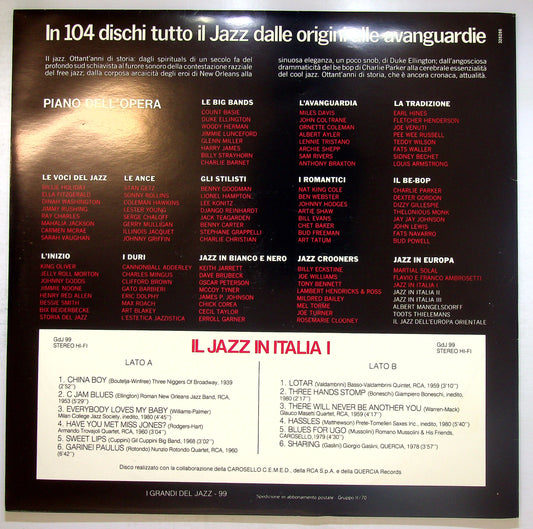 In 104 dischi tutto il Jazz dalle origini alle avanguardie
Il jazz. Ottant'anni di storia: dagli spirituals di un secolo fa del
profondo sud schiavista al furore sonoro della contestazione razziale
del free jazz; dalla corposa arcaicità degli eroi di New Orleans alla
sinuosa eleganza, un poco snob, di Duke Ellington; dall'angosciosa
drammaticità del bop di Charlie Parker alla cerebrale essenzialità
del cool jazz. Ottant'anni di storia, che è ancora cronaca, attualità.
PIANO DELL'OPERA
LE BIG BANDS
COUNT BASIE
DUKE ELLINGTON
WOODY HERMAN
JIMMIE LUNCEFORD
GLENN MILLER
HARRY JAMES
BILLY STRAYHORN
CHARLIE BARNET
L'AVANGUARDIA
MILES DAVIS
JOHN COLTRANE
ORNETTE COLEMAN
ALBERT AYLER
LENNIE TRISTANO
ARCHIE SHEPP
SAM RIVERS
ANTHONY BRAXTON
LA TRADIZIONE
EARL HINES
FLETCHER HENDERSON
JOE VENUTI
PEE WEE RUSSELL
TEDDY WILSON
FATS WALLER
SIDNEY BECHET
LOUIS ARMSTRONG
LE VOCI DEL JAZZ
BILLIE HOLIDAY
ELLA FITZGERALD
DINAH WASHINGTON
JIMMY RUSHING
RAY CHARLES
MAHALIA JACKSON
CARMEN MCRAE
SARAH VAUGHAN
LE ANCE
STAN GETZ
SONNY ROLLINS
COLEMAN HAWKINS
LESTER YOUNG
SERGE CHALOFF
GERRY MULLIGAN
ILLINOIS JACQUET
JOHNNY GRIFFIN
GLI STILISTI
BENNY GOODMAN
LIONEL HAMPTON
LEE KONITZ
DJANGO REINHARDT
JACK TEAGARDEN
BENNY CARTER
STEPHANE GRAPPELLI
CHARLIE CHRISTIAN
I ROMANTICI
NAT KING COLE
BEN WEBSTER
JOHNNY HODGES
ARTIE SHAW
BILL EVANS
CHET BAKER
BUD FREEMAN
ART TATUM
IL BE-BOP
CHARLIE PARKER
DEXTER GORDON
DIZZY GILLESPIE
THELONIOUS MONK
JAY JAY JOHNSON
JOHN LEWIS
FATS NAVARRO
BUD POWELL
L'INIZIO
KING OLIVER
JELLY ROLL MORTON
JOHNNY DODDS
JIMMIE NOONE
HENRY RED ALLEN
BESSIE SMITH
BIX BEIDERBECKE
STORIA DEL JAZZ
I DURI
CANNONBALL ADDERLEY
CHARLES MINGUS
CLIFFORD BROWN
GATO BARBIERI
ERIC DOLPHY
MAX ROACH
ART BLAKEY
L'ESTETICA JAZZISTICA
JAZZ IN BIANCO E NERO
KEITH JARRETT
DAVE BRUBECK
OSCAR PETERSON
MCCOY TYNER
JAMES P. JOHNSON
CHICK COREA
CECIL TAYLOR
ERROLL GARNER
JAZZ CROONERS
BILLY ECKSTINE
JOE WILLIAMS
TONY BENNETT
LAMBERT HENDRICKS & ROSS
MILDRED BAILEY
MEL TORME
JOE TURNER
ROSEMARIE CLOONEY
JAZZ IN EUROPA
MARTIAL SOLAL
FLAVIO E FRANCO AMBROSETTI
JAZZ IN ITALIA I
JAZZ IN ITALIA II
JAZZ IN ITALIA III
ALBERT MANGELSDORFF
TOOTS THIELEMANS
IL JAZZ DELL'EUROPA ORIENTALE
GdJ 99
STEREO HI-FI
IL JAZZ IN ITALIA I
GdJ 99
STEREO HI-FI
LATO A
1. CHINA BOY (Boutelja-Winfree) Three Niggers Of Broadway, 1939
(2'52")
2. C JAM BLUES (Ellington) Roman New Orleans Jazz Band, RCA,
1953 (5'29")
3. EVERYBODY LOVES MY BABY (Williams-Palmer)
Milan College Jazz Society, inedito, 1980 (4'45")
4. HAVE YOU MET MISS JONES? (Rodgers-Hart)
Armando Trovajoli Quartet, RCA, 1960 (3'04")
5. SWEET LIPS (Cuppini) Gil Cuppini Big Band, 1968 (3'02")
6. GARINEI PAULUS (Rotondo) Nunzio Rotondo Quartet, RCA, 1960
(6'42")
LATO B
1. LOTAR (Valdambrini) Basso-Valdambrini Quintet, RCA, 1959 (3'10")
2. THREE HANDS STOMP (Boneschi) Giampiero Boneschi, inedito,
1980 (2'17")
3. THERE WILL NEVER BE ANOTHER YOU (Warren-Mack)
Glauco Masetti Quartet, RCA, 1959 (4'17")
4. HASSLES (Matthewson) Prete-Tomelleri Jazz Inc., inedito, 1980 (5'40")
5. BLUES FOR UGO (Mussolini) Romano Mussolini & His Friends,
CAROSELLO, 1979 (4'30")
6. SHARING (Gaslini) Giorgio Gaslini, QUERCIA, 1978 (3'57")
Disco realizzato con la collaborazione della CAROSELLO C.E.M.E.D., della RCA S.p.A. e della QUERCIA Records
I GRANDI DEL JAZZ - 99
Spedizione in abbonamento postale - Gruppo II/70